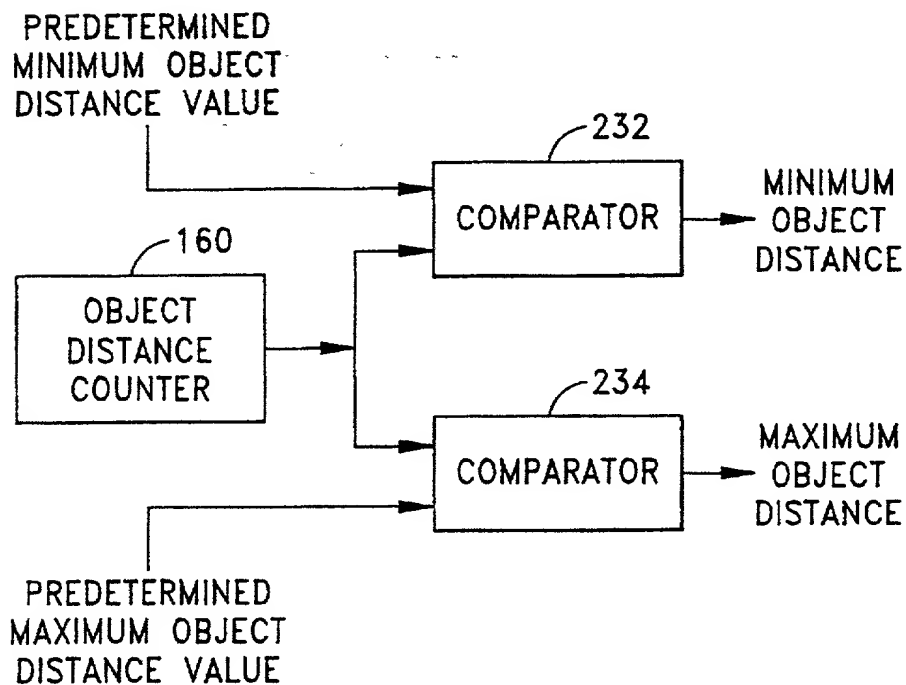 PREDETERMINED
MINIMUM OBJECT
DISTANCE VALUE
232
COMPARATOR
MINIMUM
OBJECT
DISTANCE
160
OBJECT
DISTANCE
COUNTER
234
COMPARATOR
MAXIMUM
OBJECT
DISTANCE
PREDETERMINED
MAXIMUM OBJECT
DISTANCE VALUE